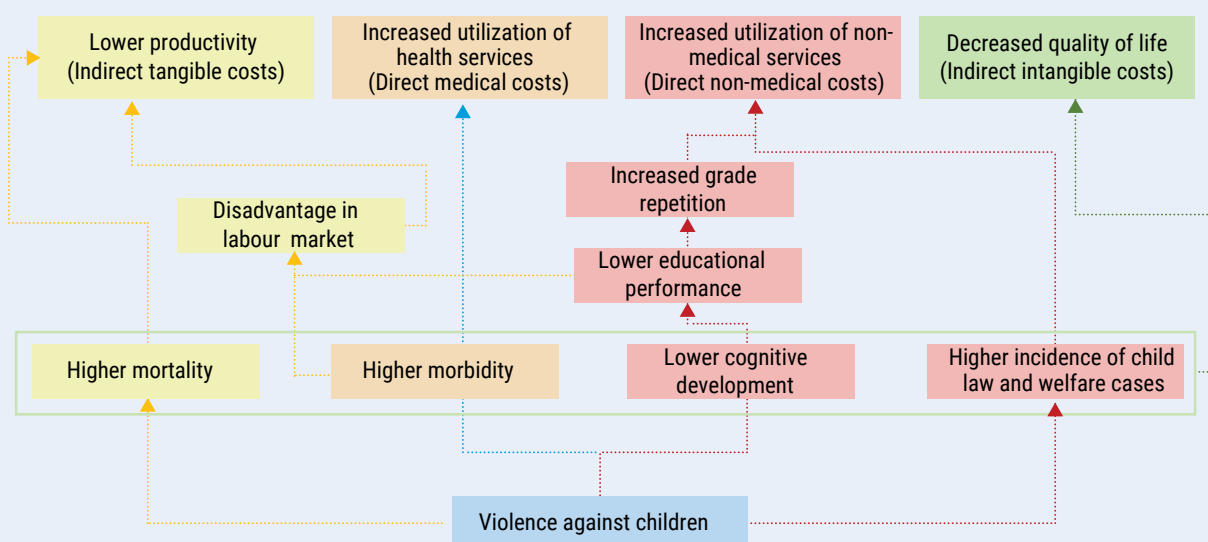 Lower productivity
(Indirect tangible costs)
Increased utilization of
health services
(Direct medical costs)
Increased utilization of non-
medical services
(Direct non-medical costs)
Decreased quality of life
(Indirect intangible costs)
Increased grade
repetition
Disadvantage in
labour market
Lower educational
performance
Higher mortality
Higher morbidity
Lower cognitive
development
Higher incidence of child
law and welfare cases
Violence against children